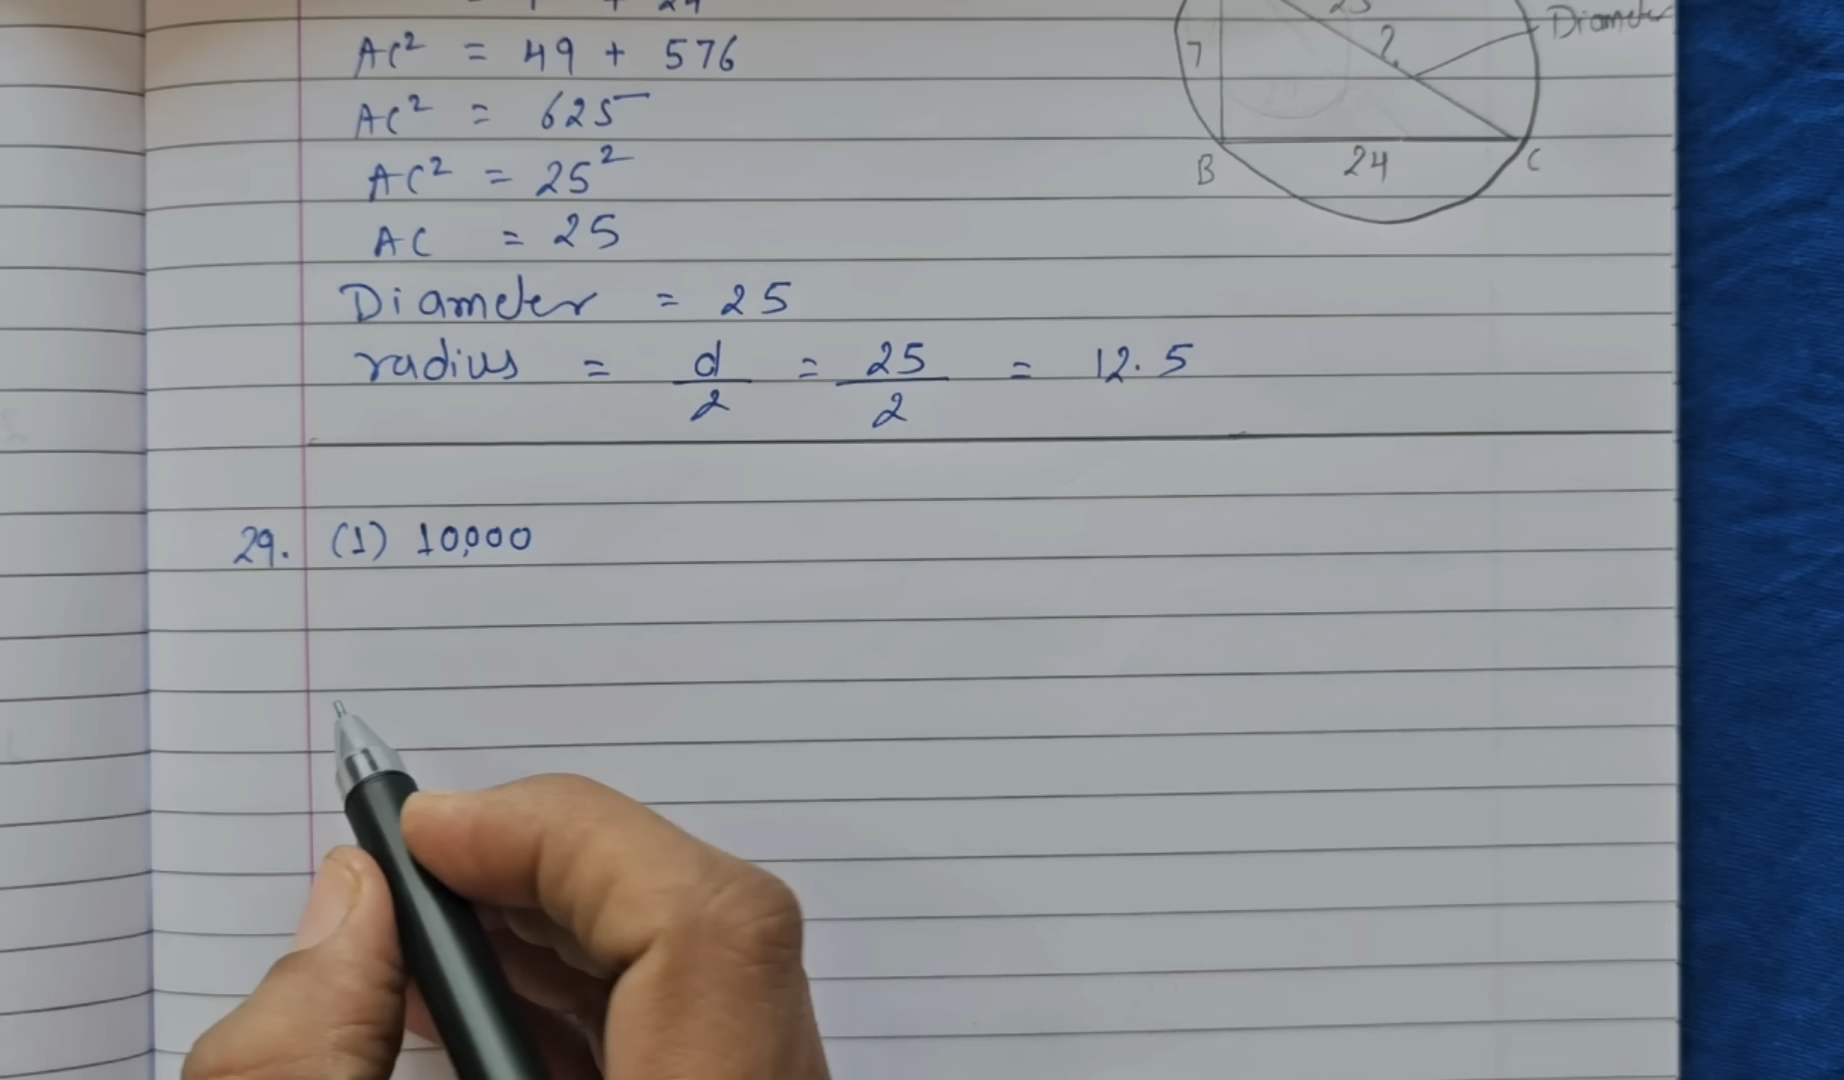 AC² = 49 + 576
AC² = 625
AC² = 25²
AC = 25
Diameter = 25
radius = d/2 = 25/2 = 12.5
29. (1) 10,000
25
7
?
Diameter
B
24
C